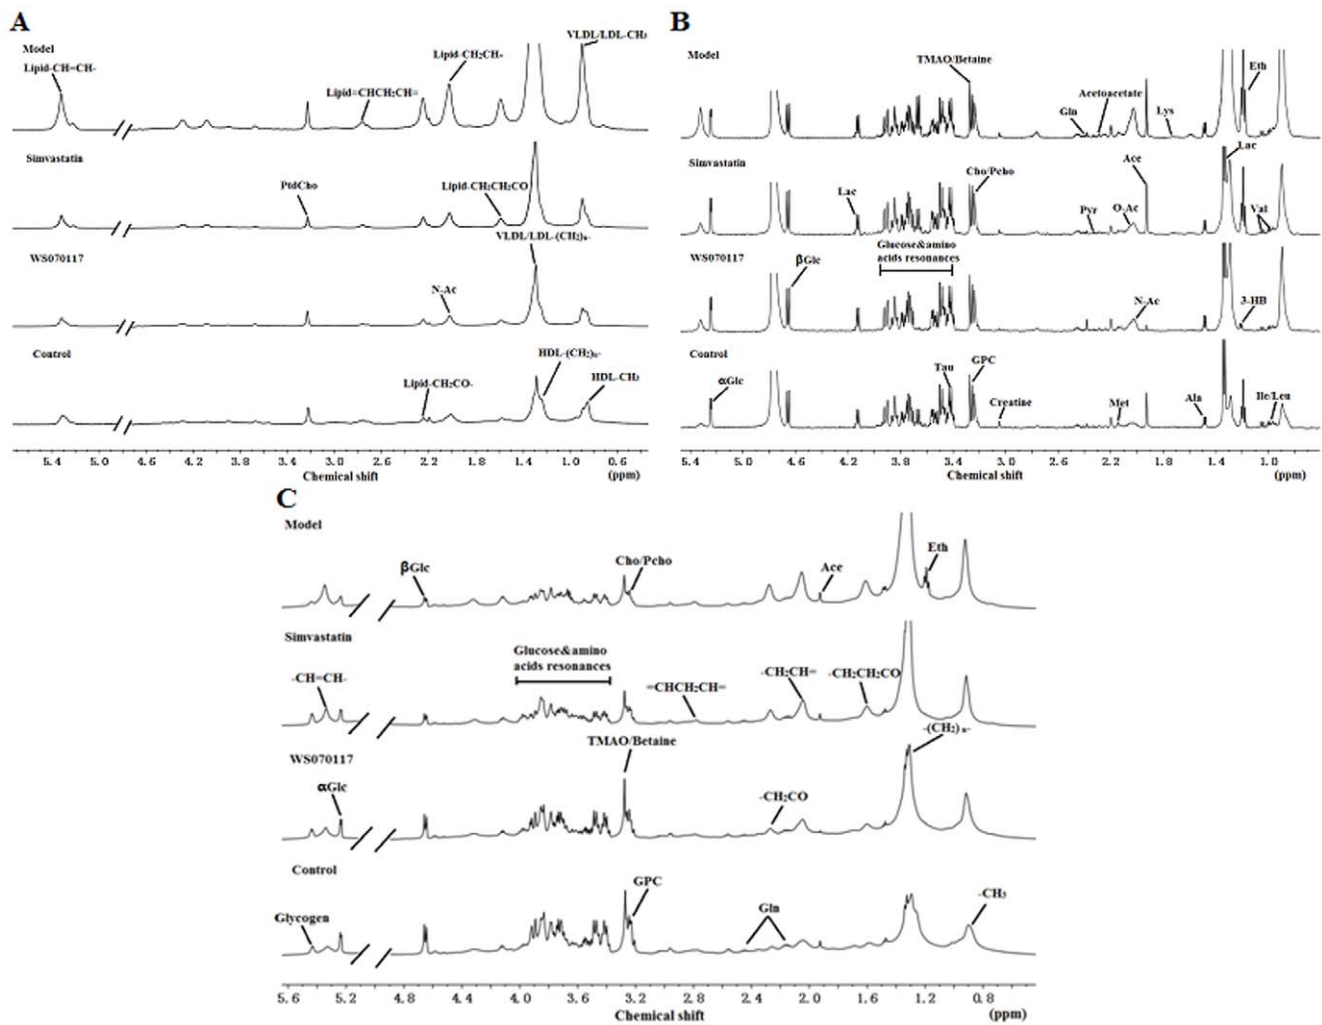 A
Model
VLDL/LDL-CH3
Lipid-CH2CH=
Lipid-CH=CH-
Lipid=CHCH2CH=
Simvastatin
PtdCho
Lipid-CH2CH2CO
WS070117
VLDL/LDL-(CH2)n-
N-Ac
Control
HDL-(CH2)n-
HDL-CH3
Lipid-CH2CO-
5.4 5.0 4.6 4.2 3.8 3.4 3.0 2.6 2.2 1.8 1.4 1.0 0.6
Chemical shift
(ppm)
B
Model
TMAO/Betaine
Eth
Acetoacetate
Gln
Lys
Simvastatin
Lac
Ace
Cho/Pcho
Lac
Pyr
O-Ac
Val
Glucose&amino
acids resonances
WS070117
βGlc
N-Ac
3-HB
Control
Tau
GPC
αGlc
Creatine
Met
Ala
Ile/Leu
5.4 5.0 4.6 4.2 3.8 3.4 3.0 2.6 2.2 1.8 1.4 1.0
Chemical shift
(ppm)
C
Model
βGlc
Cho/Pcho
Ace
Eth
Simvastatin
Glucose&amino
acids resonances
-CH=CH-
=CHCH2CH=
-CH2CH=
-CH2CH2CO
-(CH2)n-
WS070117
TMAO/Betaine
αGlc
-CH2CO
Control
GPC
Glycogen
Gln
-CH3
5.6 5.2 4.8 4.4 4.0 3.6 3.2 2.8 2.4 2.0 1.6 1.2 0.8
Chemical shift
(ppm)